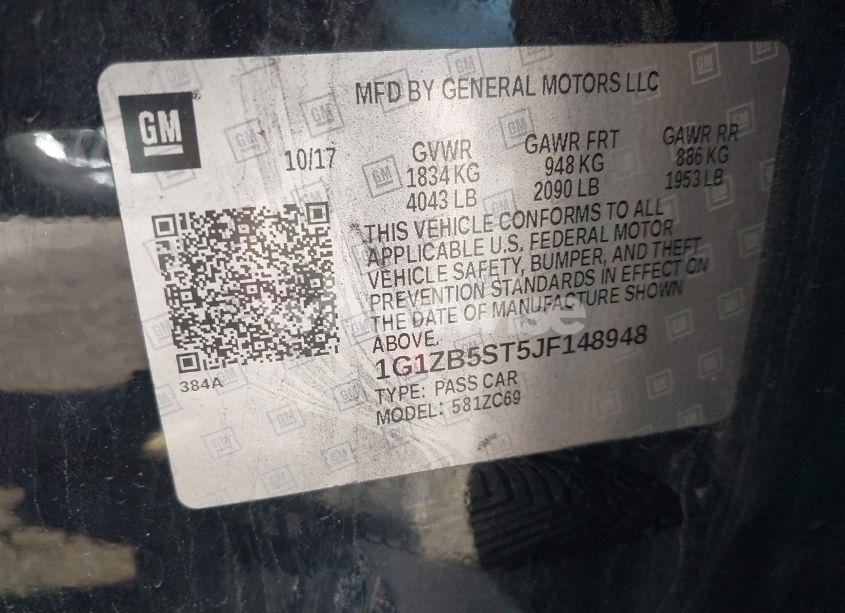 MFD BY GENERAL MOTORS LLC
GM
10/17
GVWR
1834 KG
4043 LB
GAWR FRT
948 KG
2090 LB
GAWR RR
886 KG
1953 LB
THIS VEHICLE CONFORMS TO ALL
APPLICABLE U.S. FEDERAL MOTOR
VEHICLE SAFETY, BUMPER, AND THEFT
PREVENTION STANDARDS IN EFFECT ON
THE DATE OF MANUFACTURE SHOWN
ABOVE.
1G1ZB5ST5JF148948
TYPE: PASS CAR
MODEL: 581ZC69
384A